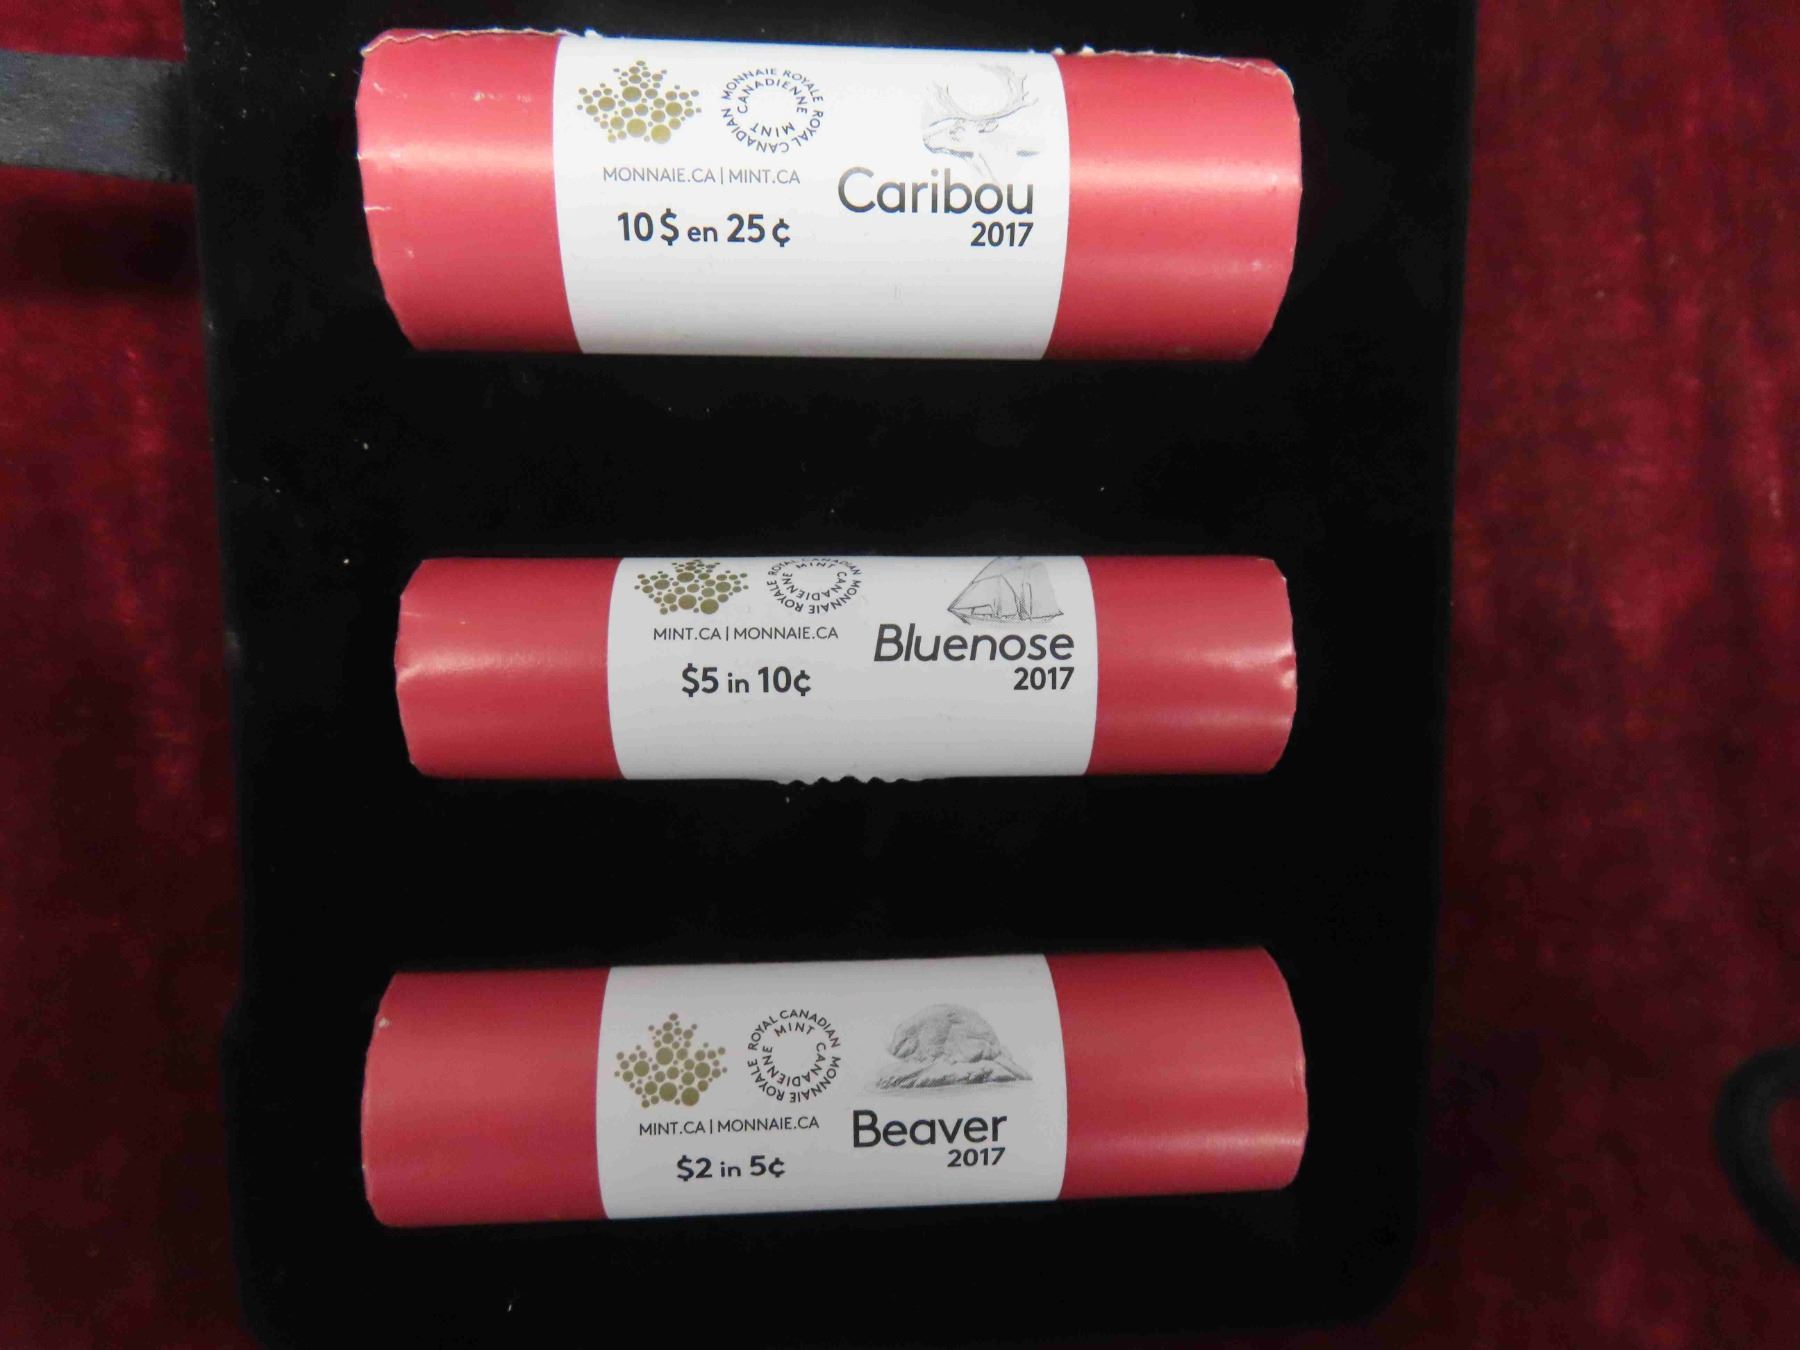 MONNAIE ROYALE CANADIENNE
ROYAL CANADIAN MINT
MONNAIE.CA | MINT.CA
10$ en 25¢
Caribou
2017
ROYAL CANADIAN MINT
MONNAIE ROYALE CANADIENNE
MINT.CA | MONNAIE.CA
$5 in 10¢
Bluenose
2017
ROYAL CANADIAN MINT
MONNAIE ROYALE CANADIENNE
MINT.CA | MONNAIE.CA
$2 in 5¢
Beaver
2017